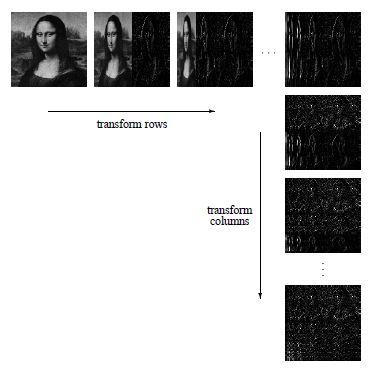 . . .
transform rows
transform
columns
.
.
.